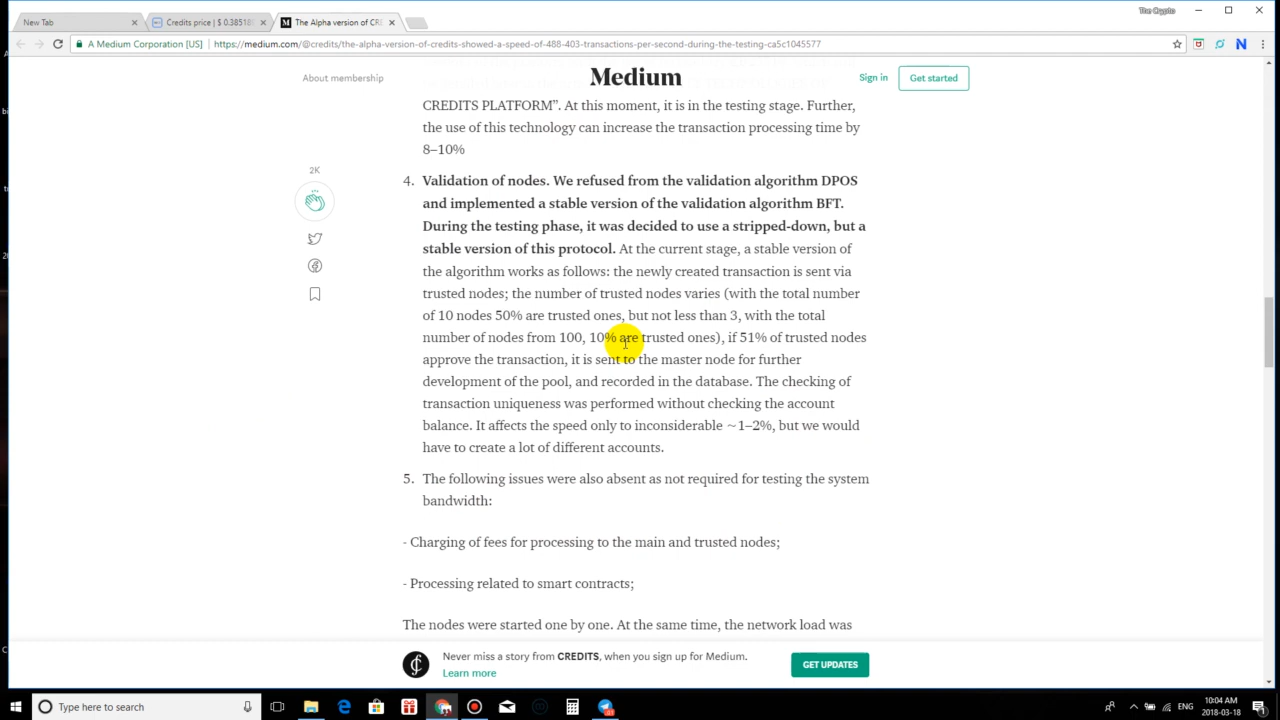 The Crypto
New Tab
Credits price | $ 0.38518
The Alpha version of CRE
A Medium Corporation [US]
https://medium.com/@credits/the-alpha-version-of-credits-showed-a-speed-of-488-403-transactions-per-second-during-the-testing-ca5c1045577
About membership
Medium
Sign in
Get started
CREDITS PLATFORM”. At this moment, it is in the testing stage. Further,
the use of this technology can increase the transaction processing time by
8–10%
2K
4. Validation of nodes. We refused from the validation algorithm DPOS
and implemented a stable version of the validation algorithm BFT.
During the testing phase, it was decided to use a stripped-down, but a
stable version of this protocol. At the current stage, a stable version of
the algorithm works as follows: the newly created transaction is sent via
trusted nodes; the number of trusted nodes varies (with the total number
of 10 nodes 50% are trusted ones, but not less than 3, with the total
number of nodes from 100, 10% are trusted ones), if 51% of trusted nodes
approve the transaction, it is sent to the master node for further
development of the pool, and recorded in the database. The checking of
transaction uniqueness was performed without checking the account
balance. It affects the speed only to inconsiderable ~1–2%, but we would
have to create a lot of different accounts.
5. The following issues were also absent as not required for testing the system
bandwidth:
- Charging of fees for processing to the main and trusted nodes;
- Processing related to smart contracts;
The nodes were started one by one. At the same time, the network load was
Never miss a story from CREDITS, when you sign up for Medium.
Learn more
GET UPDATES
Type here to search
ENG
10:04 AM
2018-03-18